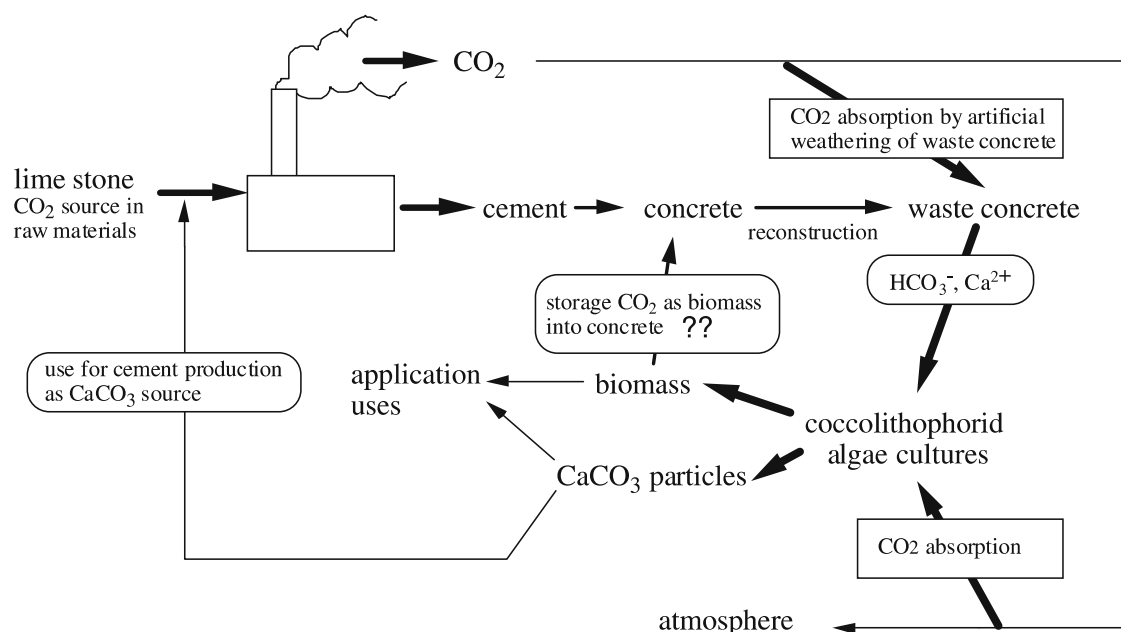 CO₂
CO2 absorption by artificial
weathering of waste concrete
lime stone
CO₂ source in
raw materials
cement
concrete
waste concrete
reconstruction
HCO₃⁻, Ca²⁺
storage CO₂ as biomass
into concrete ??
use for cement production
as CaCO₃ source
application
uses
biomass
coccolithophorid
algae cultures
CaCO₃ particles
CO2 absorption
atmosphere